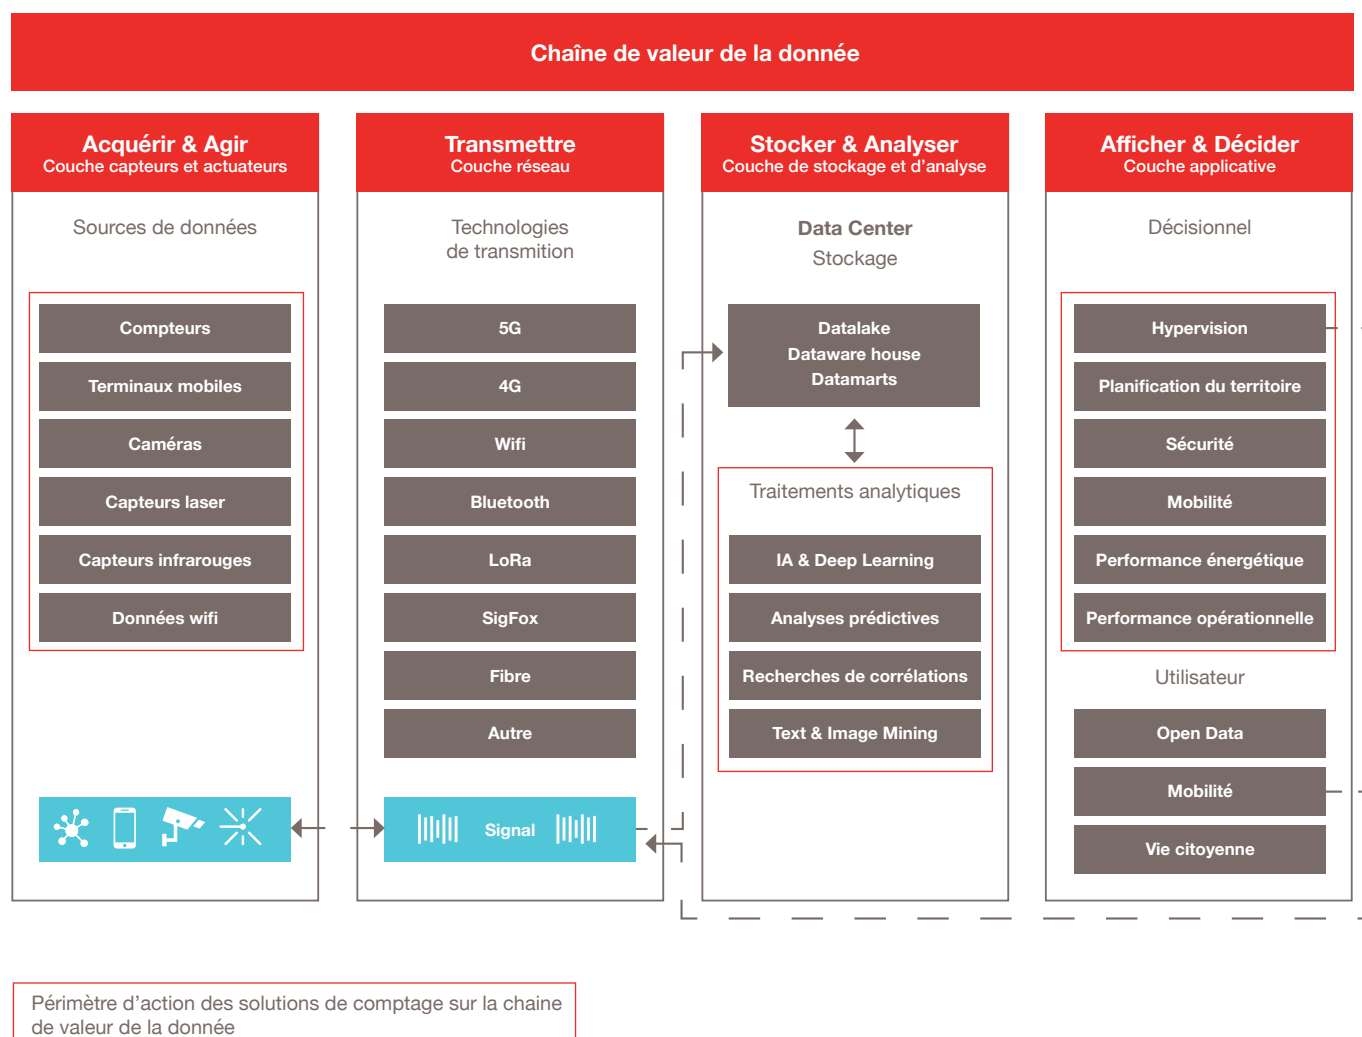 Chaîne de valeur de la donnée
Acquérir & Agir
Couche capteurs et actuateurs
Sources de données
Compteurs
Terminaux mobiles
Caméras
Capteurs laser
Capteurs infrarouges
Données wifi
Transmettre
Couche réseau
Technologies
de transmition
5G
4G
Wifi
Bluetooth
LoRa
SigFox
Fibre
Autre
Signal
Stocker & Analyser
Couche de stockage et d’analyse
Data Center
Stockage
Datalake
Dataware house
Datamarts
Traitements analytiques
IA & Deep Learning
Analyses prédictives
Recherches de corrélations
Text & Image Mining
Afficher & Décider
Couche applicative
Décisionnel
Hypervision
Planification du territoire
Sécurité
Mobilité
Performance énergétique
Performance opérationnelle
Utilisateur
Open Data
Mobilité
Vie citoyenne
Périmètre d’action des solutions de comptage sur la chaine
de valeur de la donnée